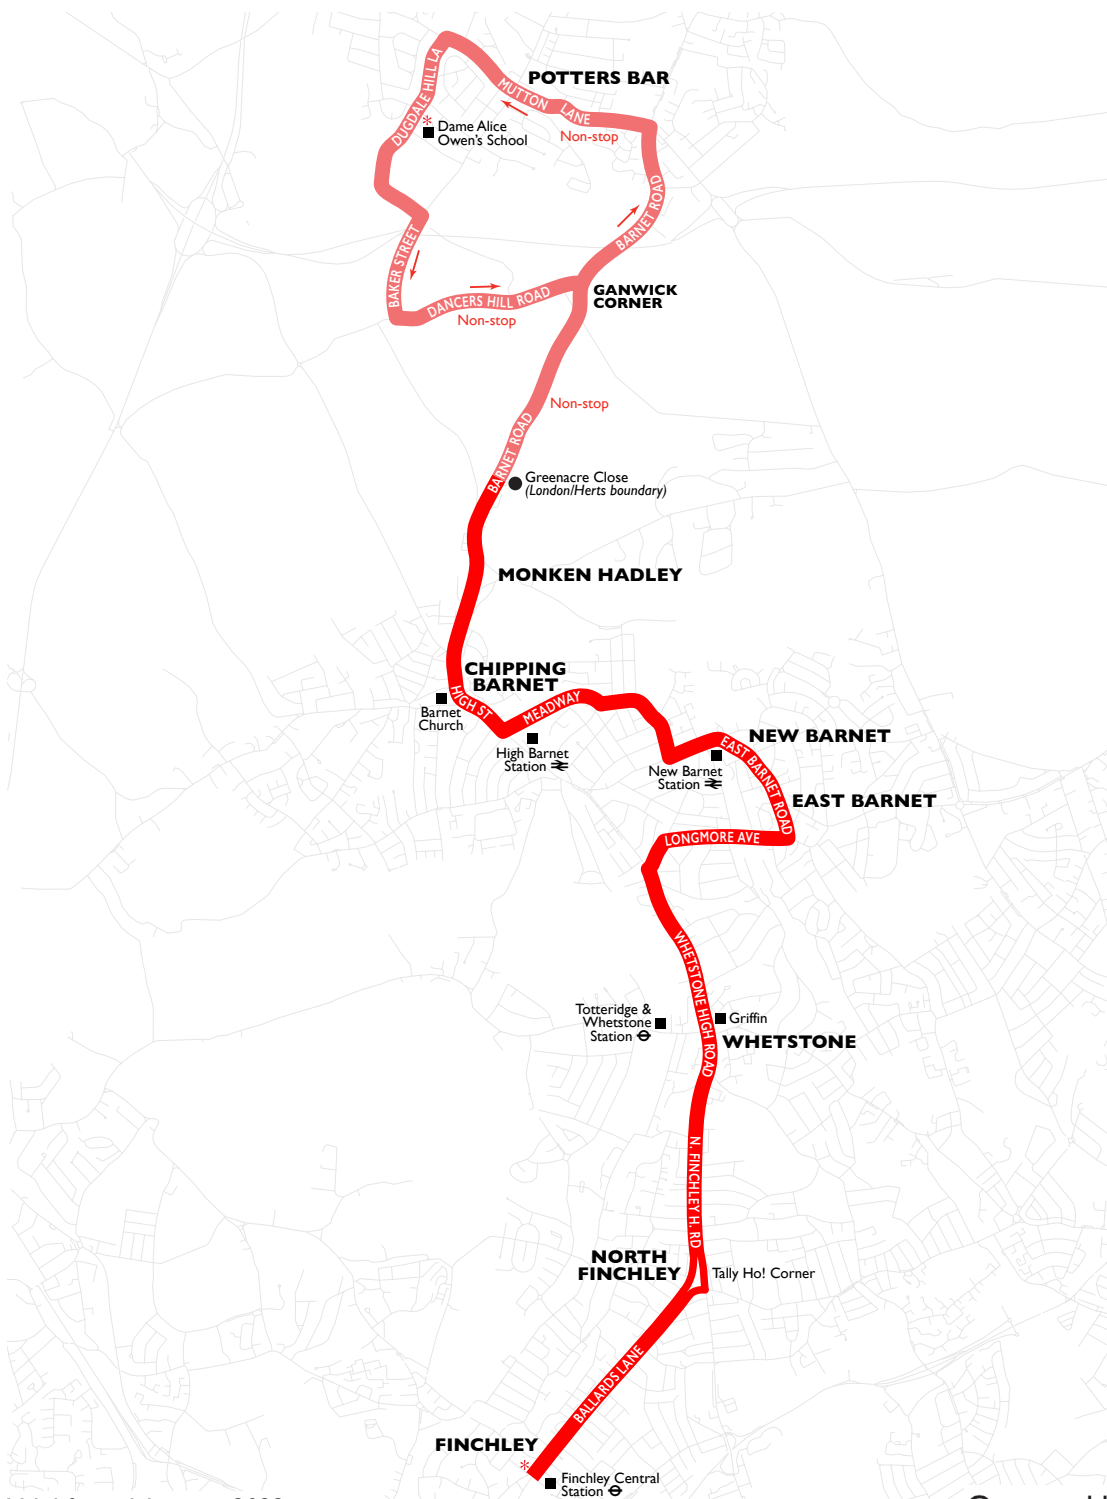 POTTERS BAR
DUGDALE HILL LA
MUTTON LANE
*
Dame Alice
Owen's School
Non-stop
BARNET ROAD
BAKER STREET
DANCERS HILL ROAD
GANWICK
CORNER
Non-stop
Non-stop
BARNET ROAD
Greenacre Close
(London/Herts boundary)
MONKEN HADLEY
CHIPPING
BARNET
HIGH ST
MEADWAY
Barnet
Church
High Barnet
Station
NEW BARNET
EAST BARNET ROAD
New Barnet
Station
EAST BARNET
LONGMORE AVE
WHETSTONE HIGH ROAD
Totteridge &
Whetstone
Station
Griffin
WHETSTONE
N. FINCHLEY H. RD
NORTH
FINCHLEY
Tally Ho! Corner
BALLARDS LANE
FINCHLEY
*
Finchley Central
Station